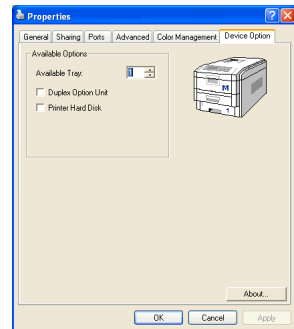 Properties
General Sharing Ports Advanced Color Management Device Option
Available Options
Available Tray: 1
Duplex Option Unit
Printer Hard Disk
M
1
About...
OK Cancel Apply